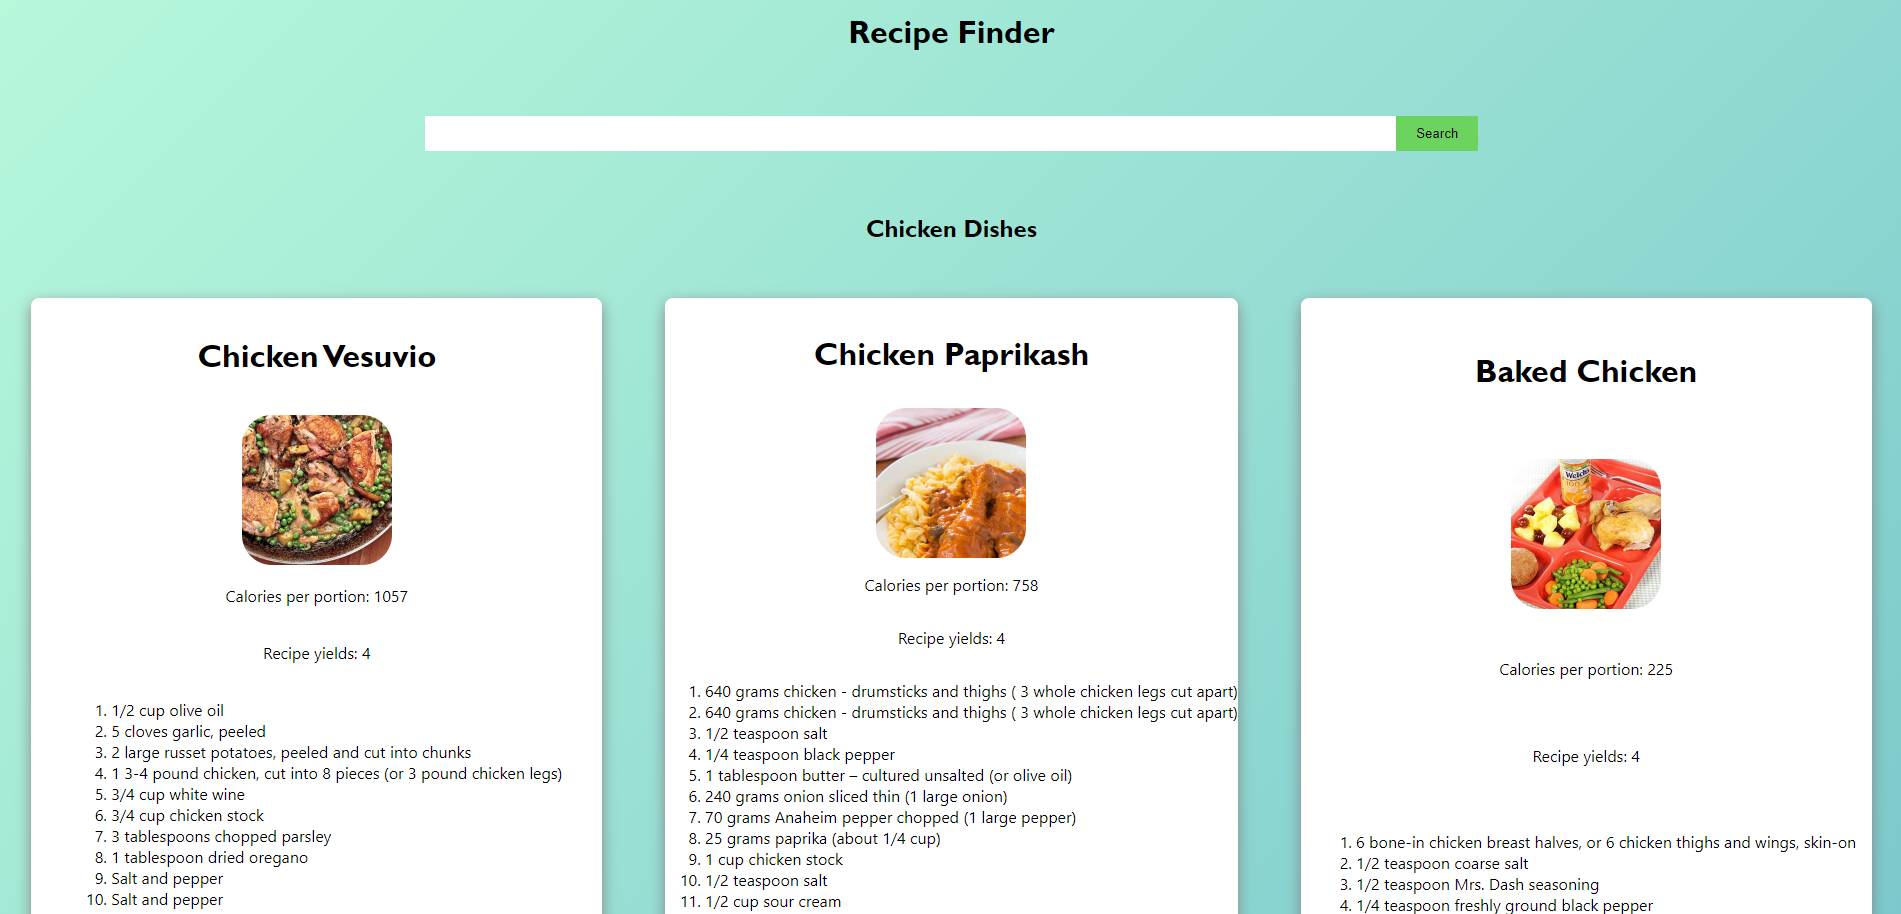 Recipe Finder
Search
Chicken Dishes
Chicken Vesuvio
Calories per portion: 1057
Recipe yields: 4
1. 1/2 cup olive oil
2. 5 cloves garlic, peeled
3. 2 large russet potatoes, peeled and cut into chunks
4. 1 3-4 pound chicken, cut into 8 pieces (or 3 pound chicken legs)
5. 3/4 cup white wine
6. 3/4 cup chicken stock
7. 3 tablespoons chopped parsley
8. 1 tablespoon dried oregano
9. Salt and pepper
10. Salt and pepper
Chicken Paprikash
Calories per portion: 758
Recipe yields: 4
1. 640 grams chicken - drumsticks and thighs ( 3 whole chicken legs cut apart)
2. 640 grams chicken - drumsticks and thighs ( 3 whole chicken legs cut apart)
3. 1/2 teaspoon salt
4. 1/4 teaspoon black pepper
5. 1 tablespoon butter – cultured unsalted (or olive oil)
6. 240 grams onion sliced thin (1 large onion)
7. 70 grams Anaheim pepper chopped (1 large pepper)
8. 25 grams paprika (about 1/4 cup)
9. 1 cup chicken stock
10. 1/2 teaspoon salt
11. 1/2 cup sour cream
Baked Chicken
Welch's
100
Calories per portion: 225
Recipe yields: 4
1. 6 bone-in chicken breast halves, or 6 chicken thighs and wings, skin-on
2. 1/2 teaspoon coarse salt
3. 1/2 teaspoon Mrs. Dash seasoning
4. 1/4 teaspoon freshly ground black pepper